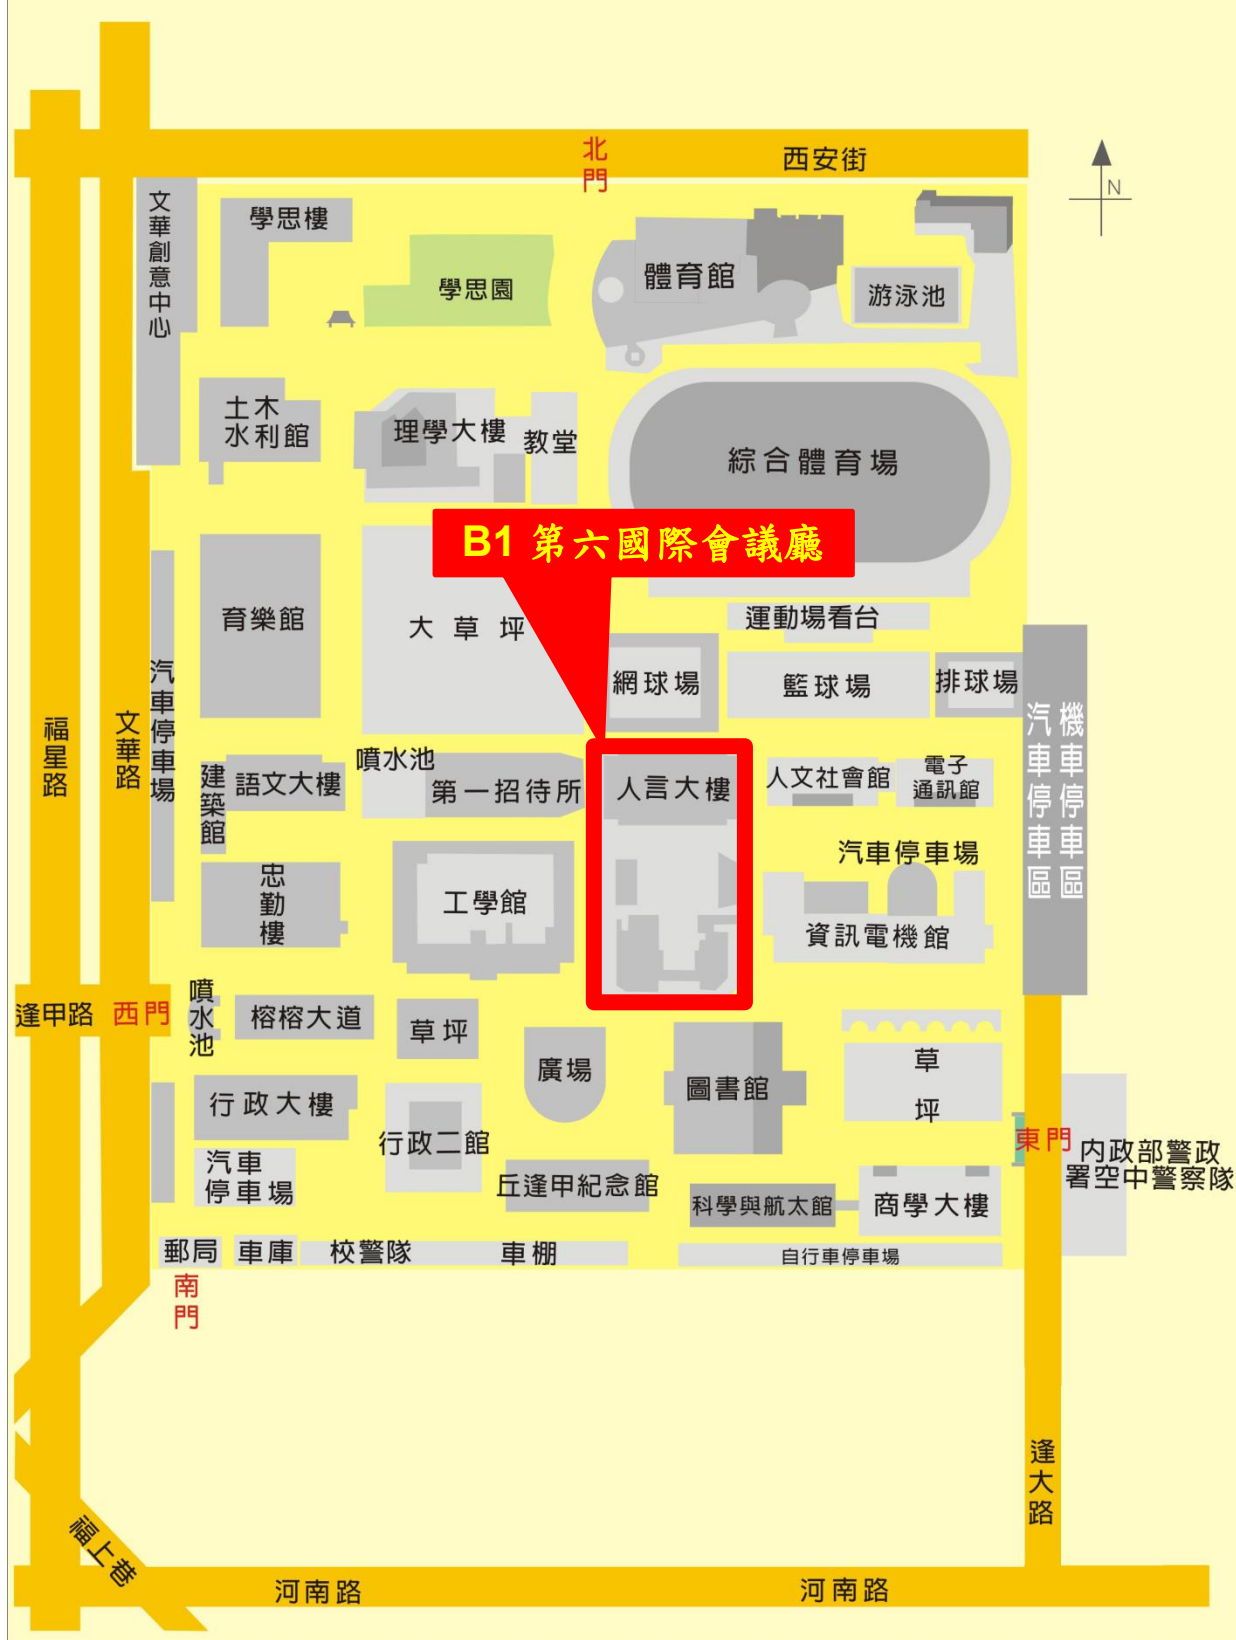 北門
西安街
N
文華創意中心
學思樓
學思園
體育館
游泳池
土木
水利館
理學大樓
教堂
綜合體育場
B1 第六國際會議廳
育樂館
大草坪
運動場看台
網球場
籃球場
排球場
汽車停車場
福星路
文華路
機車停車區
汽車停車區
建築館
語文大樓
噴水池
第一招待所
人言大樓
人文社會館
電子
通訊館
汽車停車場
忠勤樓
工學館
資訊電機館
逢甲路
西門
噴水池
榕榕大道
草坪
廣場
圖書館
草坪
行政大樓
行政二館
東門
內政部警政
署空中警察隊
汽車
停車場
丘逢甲紀念館
科學與航太館
商學大樓
郵局
車庫
校警隊
車棚
自行車停車場
南門
逢大路
福上巷
河南路
河南路